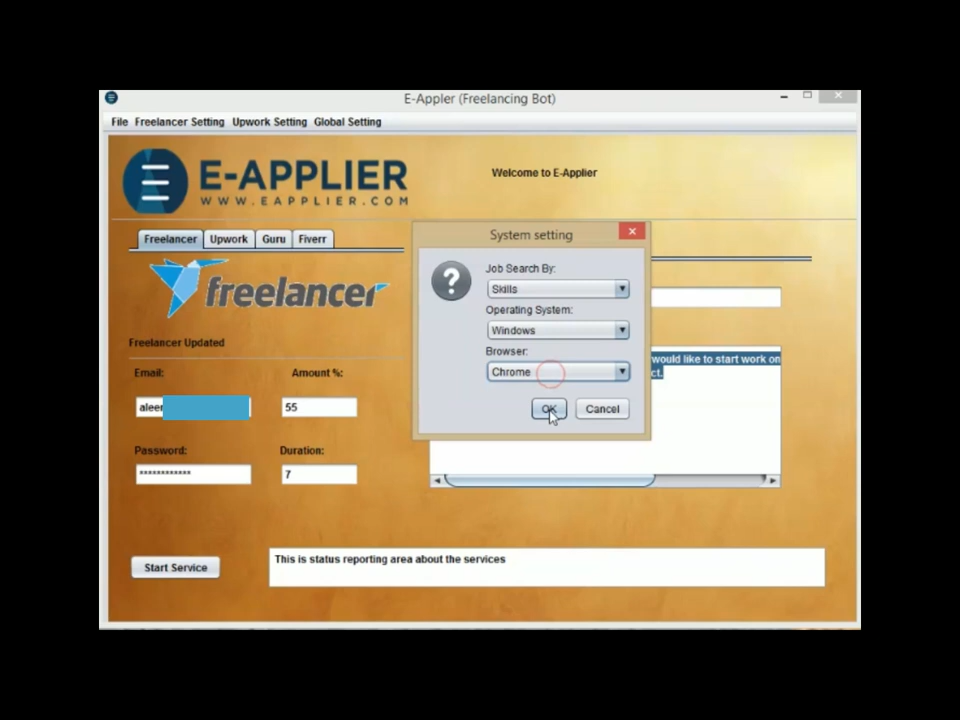 E-Appler (Freelancing Bot)
File Freelancer Setting Upwork Setting Global Setting
E-APPLIER
WWW.EAPPLIER.COM
Welcome to E-Applier
Freelancer Upwork Guru Fiverr
freelancer
Freelancer Updated
Email: Amount %:
aleer 55
Password: Duration:
************ 7
System setting
?
Job Search By:
Skills
Operating System:
Windows
Browser:
Chrome
OK Cancel
would like to start work on
ct.
Start Service
This is status reporting area about the services